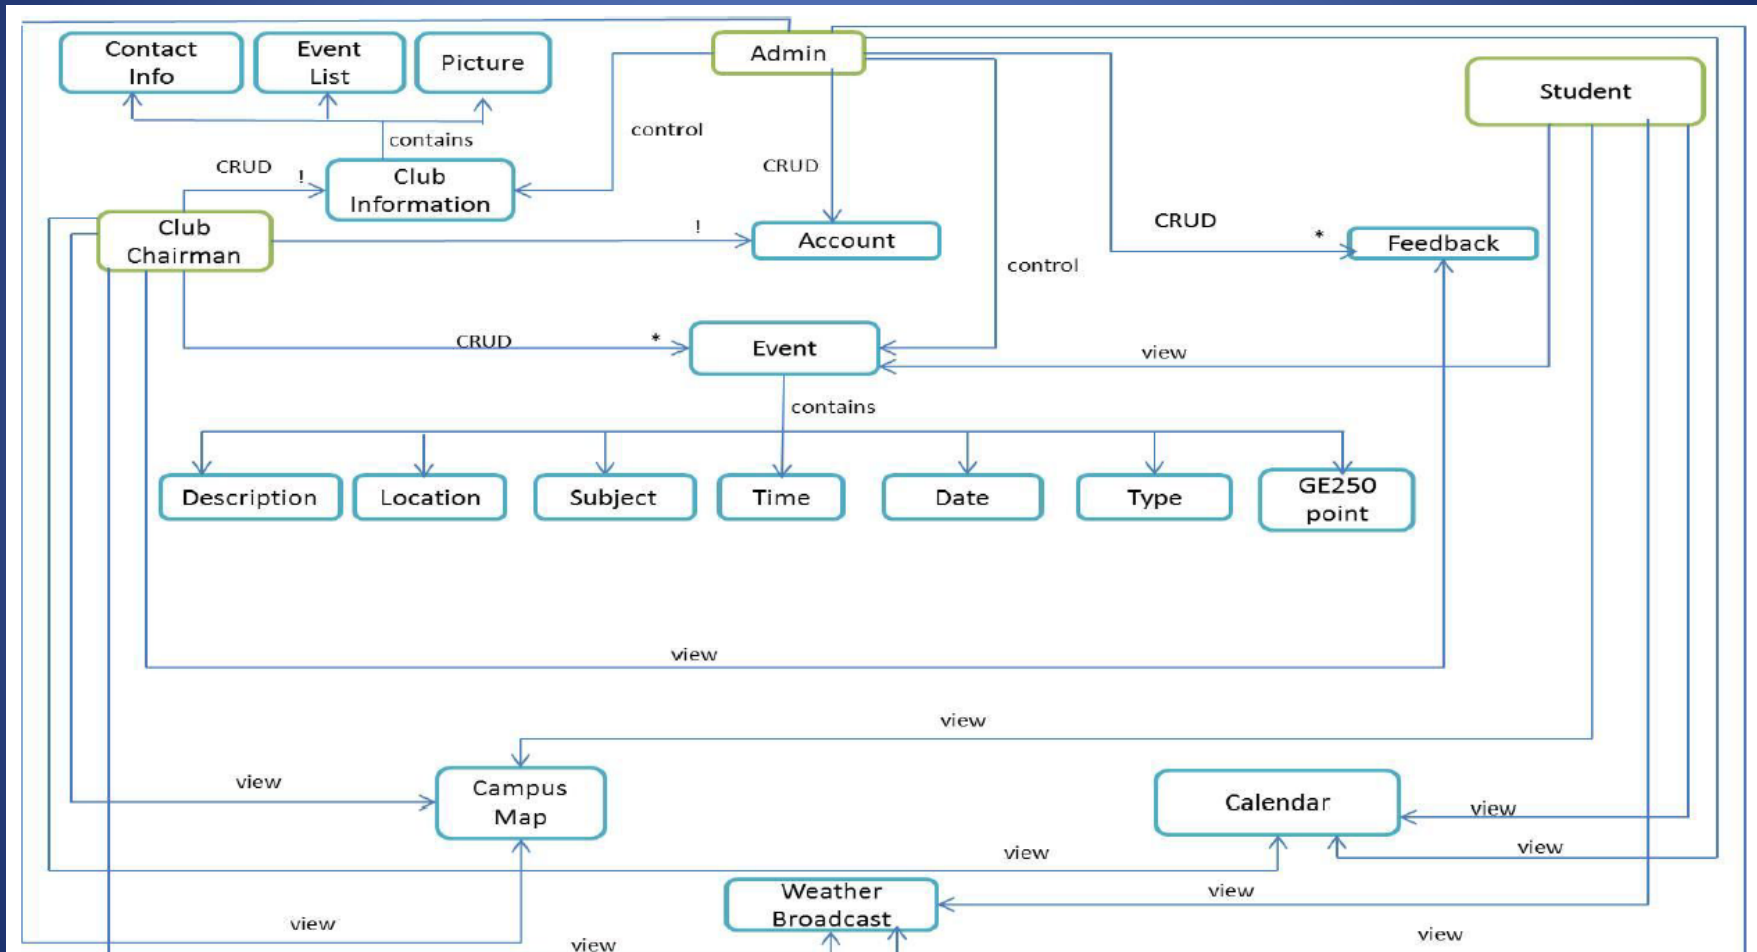 Contact
Info
Event
List
Picture
Admin
Student
contains
control
CRUD
!
Club
Information
CRUD
CRUD
*
Feedback
Club
Chairman
!
Account
control
CRUD
*
Event
view
contains
Description
Location
Subject
Time
Date
Type
GE250
point
view
view
view
Campus
Map
Calendar
view
view
view
Weather
Broadcast
view
view
view
view